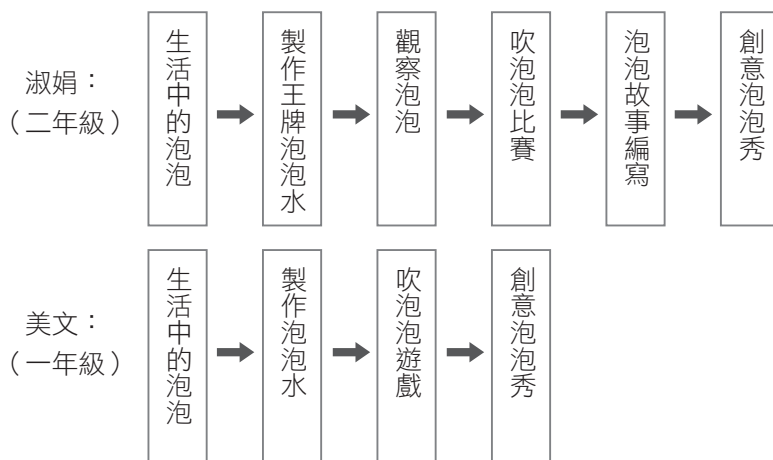 淑娟：
（二年級）
生活中的泡泡
製作王牌泡泡水
觀察泡泡
吹泡泡比賽
泡泡故事編寫
創意泡泡秀
美文：
（一年級）
生活中的泡泡
製作泡泡水
吹泡泡遊戲
創意泡泡秀